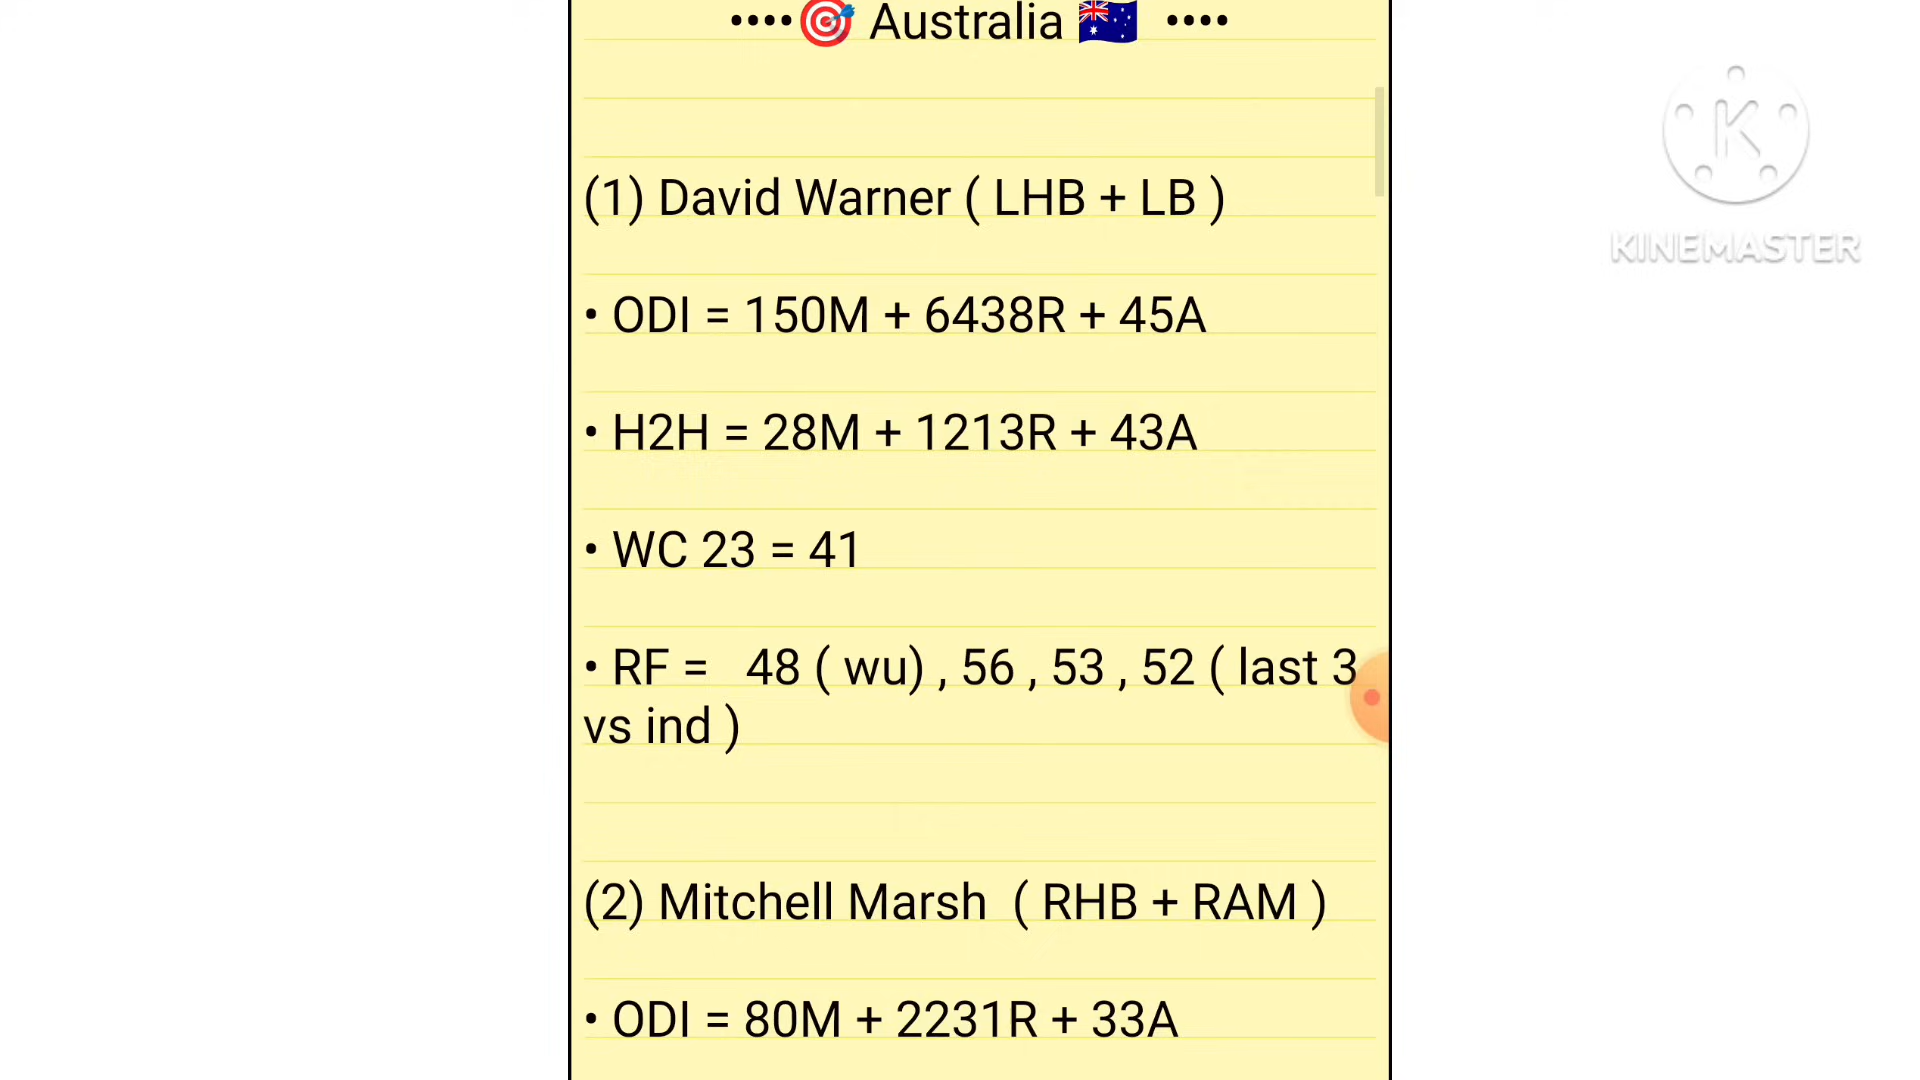 ••••🎯 Australia 🇦🇺 ••••
(1) David Warner ( LHB + LB )
• ODI = 150M + 6438R + 45A
• H2H = 28M + 1213R + 43A
• WC 23 = 41
• RF = 48 ( wu) , 56 , 53 , 52 ( last 3
vs ind )
(2) Mitchell Marsh ( RHB + RAM )
• ODI = 80M + 2231R + 33A
K
KINEMASTER